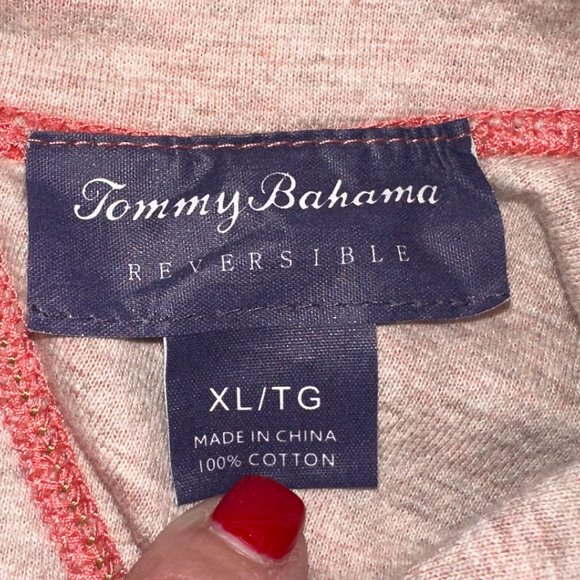 Tommy Bahama
REVERSIBLE
XL/TG
MADE IN CHINA
100% COTTON